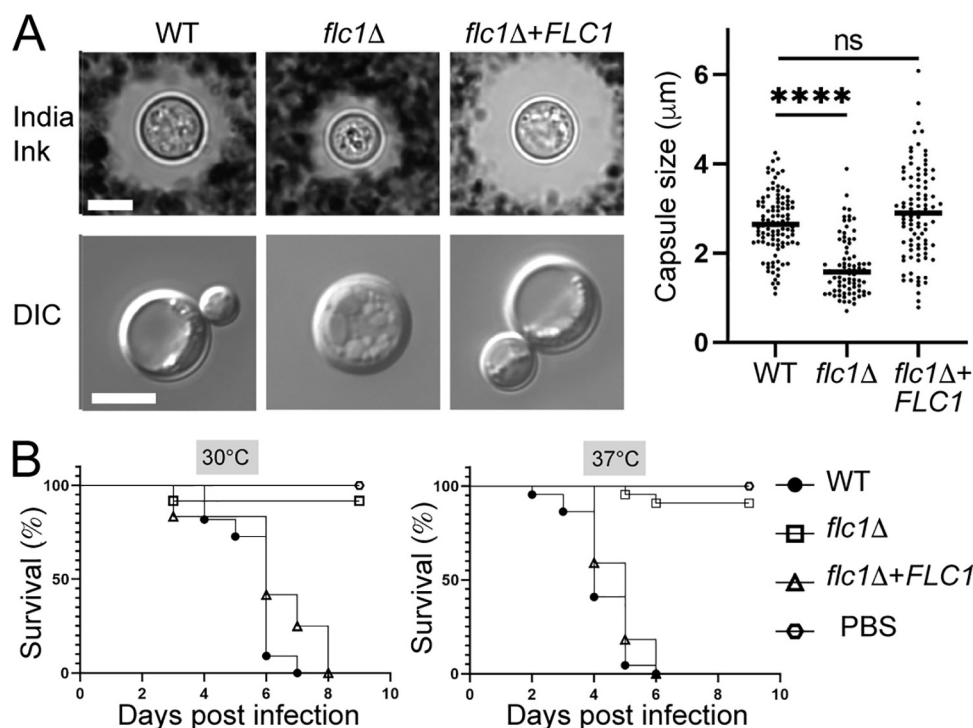 A
WT
flc1Δ
flc1Δ+FLC1
India
Ink
DIC
ns
****
Capsule size (μm)
6
4
2
0
WT
flc1Δ
flc1Δ+
FLC1
B
30°C
Survival (%)
100
50
0
0 2 4 6 8 10
Days post infection
37°C
Survival (%)
100
50
0
0 2 4 6 8 10
Days post infection
WT
flc1Δ
flc1Δ+FLC1
PBS